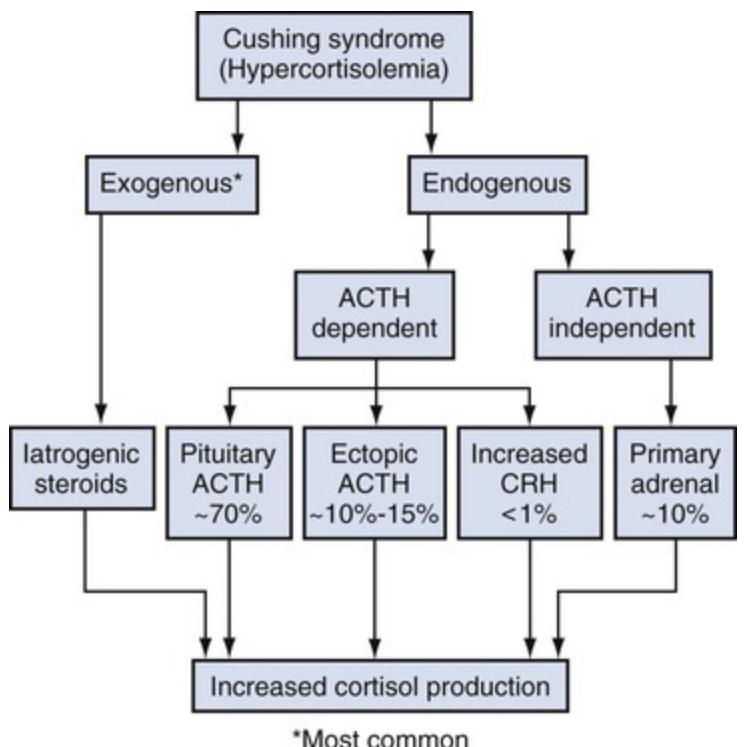 Cushing syndrome
(Hypercortisolemia)
Exogenous*
Endogenous
ACTH
dependent
ACTH
independent
Iatrogenic
steroids
Pituitary
ACTH
~70%
Ectopic
ACTH
~10%-15%
Increased
CRH
<1%
Primary
adrenal
~10%
Increased cortisol production
*Most common